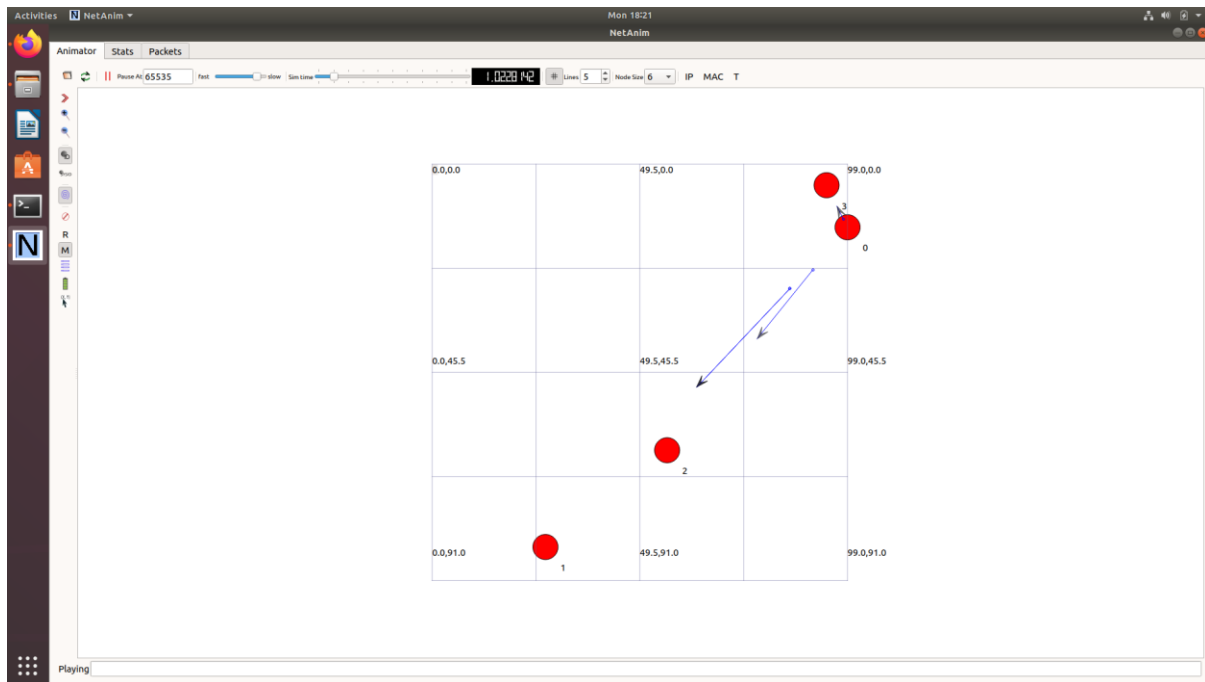 Activities NetAnim Mon 18:21
NetAnim
Animator Stats Packets
Pause At 65535 fast slow Sim time 1.0228142 # Lines 5 Node Size 6 IP MAC T
0.0,0.0 49.5,0.0 99.0,0.0
3
0
R
M
0.0,45.5 49.5,45.5 99.0,45.5
2
0.0,91.0 49.5,91.0 99.0,91.0
1
Playing